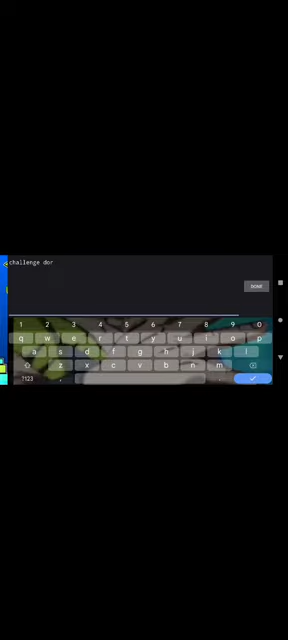 challenge dor
DONE
1 2 3 4 5 6 7 8 9 0
q w e r t y u i o p
a s d f g h j k l
z x c v b n m
?123 , .